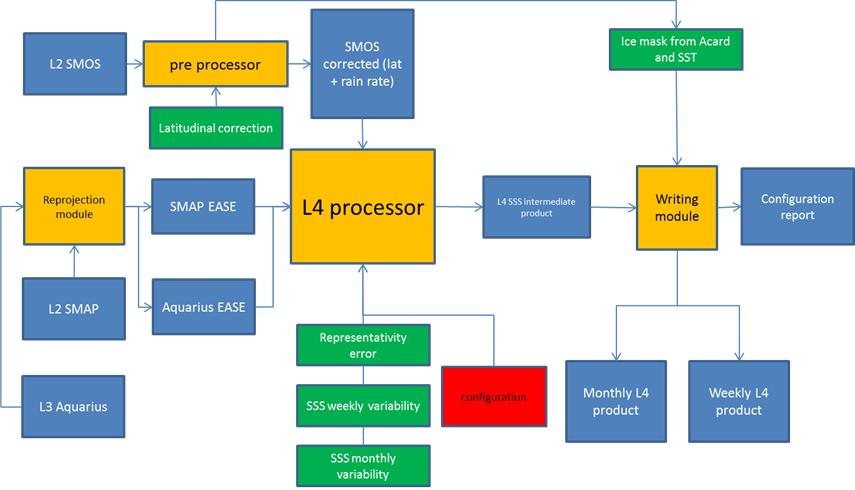 L2 SMOS
pre processor
SMOS
corrected (lat
+ rain rate)
Ice mask from Acard
and SST
Latitudinal correction
Reprojection
module
SMAP EASE
L4 processor
L4 SSS intermediate
product
Writing
module
Configuration
report
L2 SMAP
Aquarius EASE
Representativity
error
L3 Aquarius
SSS weekly variability
configuration
Monthly L4
product
Weekly L4
product
SSS monthly
variability